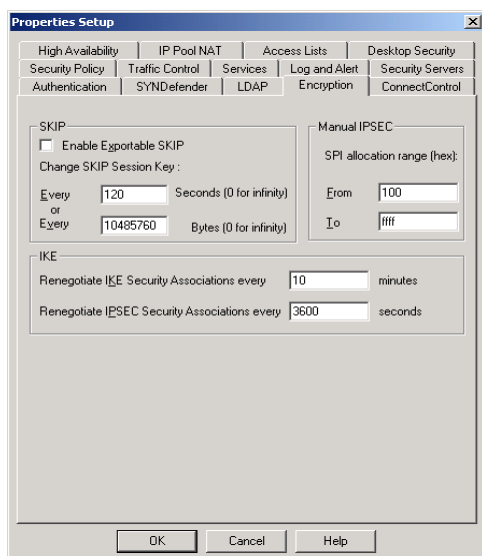 Properties Setup
High Availability IP Pool NAT Access Lists Desktop Security
Security Policy Traffic Control Services Log and Alert Security Servers
Authentication SYNDefender LDAP Encryption ConnectControl
SKIP
Enable Exportable SKIP
Change SKIP Session Key :
Every 120 Seconds (0 for infinity)
or
Every 10485760 Bytes (0 for infinity)
Manual IPSEC
SPI allocation range (hex):
From 100
To ffff
IKE
Renegotiate IKE Security Associations every 10 minutes
Renegotiate IPSEC Security Associations every 3600 seconds
OK Cancel Help